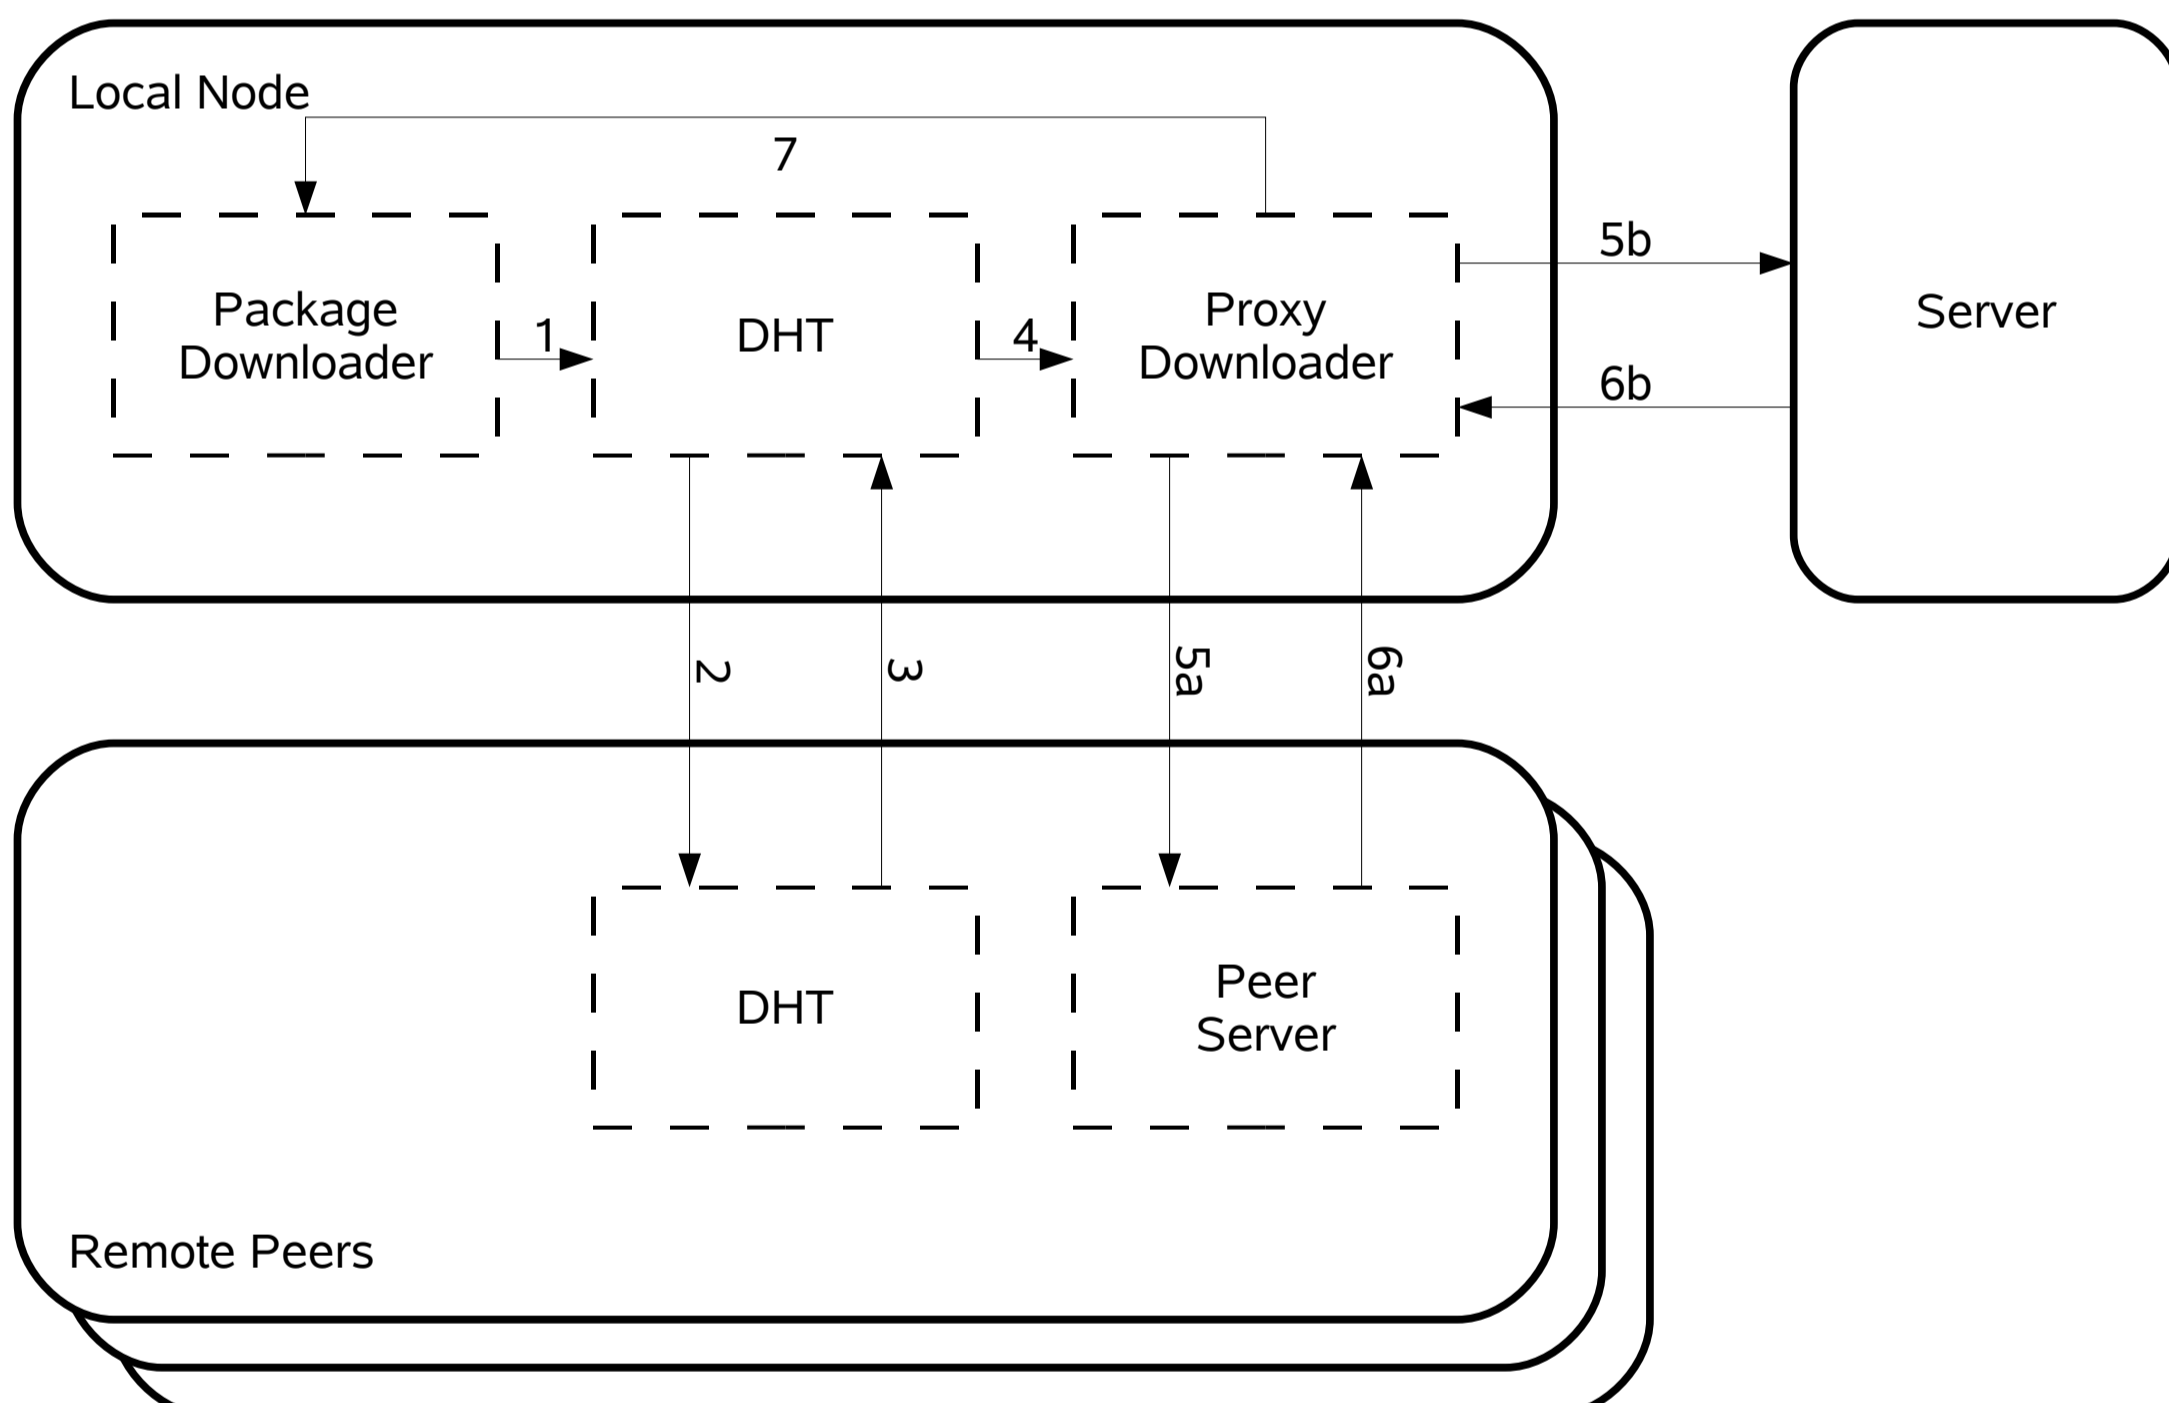 Local Node
7
Package
Downloader
1
DHT
4
Proxy
Downloader
5b
6b
Server
2
3
5a
6a
DHT
Peer
Server
Remote Peers